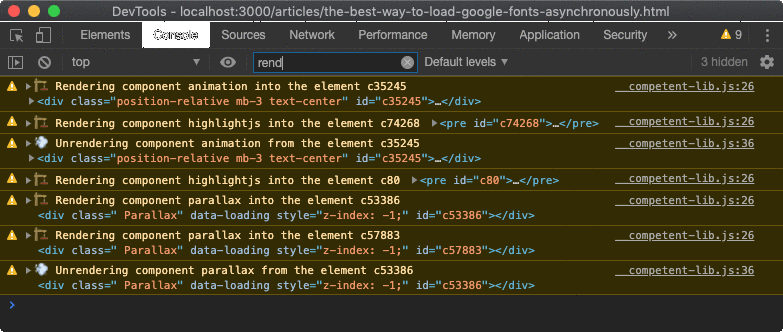 DevTools - localhost:3000/articles/the-best-way-to-load-google-fonts-asynchronously.html
Elements Console Sources Network Performance Memory Application Security » 9
top rend Default levels 3 hidden
Rendering component animation into the element c35245 __competent-lib.js:26
<div class="position-relative mb-3 text-center" id="c35245">…</div>
Rendering component highlightjs into the element c74268 <pre id="c74268">…</pre> __competent-lib.js:26
Unrendering component animation from the element c35245 __competent-lib.js:36
<div class="position-relative mb-3 text-center" id="c35245">…</div>
Rendering component highlightjs into the element c80 <pre id="c80">…</pre> __competent-lib.js:26
Rendering component parallax into the element c53386 __competent-lib.js:26
<div class=" Parallax" data-loading style="z-index: -1;" id="c53386"></div>
Rendering component parallax into the element c57883 __competent-lib.js:26
<div class=" Parallax" data-loading style="z-index: -1;" id="c57883"></div>
Unrendering component parallax from the element c53386 __competent-lib.js:36
<div class=" Parallax" data-loading style="z-index: -1;" id="c53386"></div>